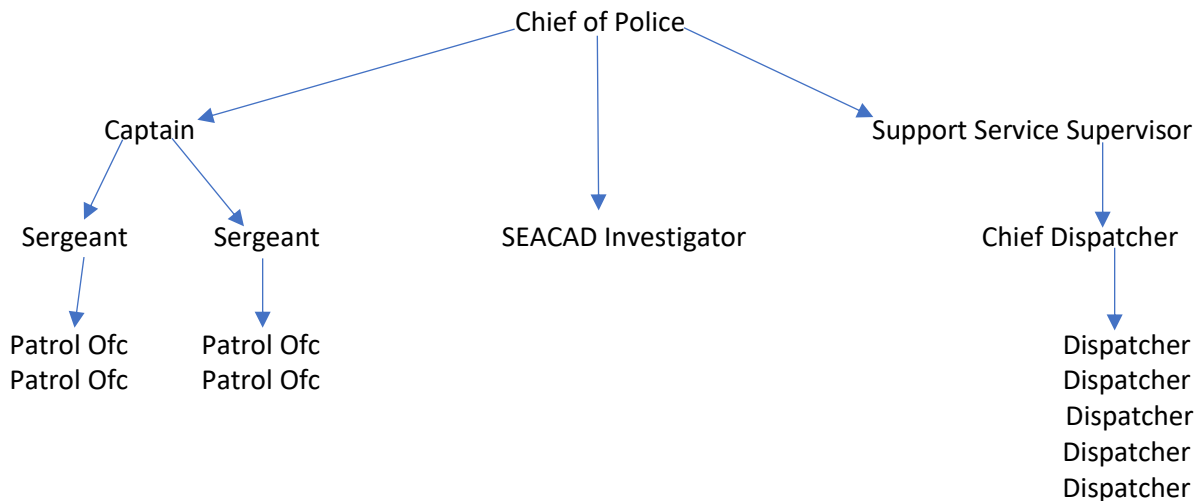 Chief of Police
Captain
Support Service Supervisor
Sergeant
Sergeant
SEACAD Investigator
Chief Dispatcher
Patrol Ofc
Patrol Ofc
Dispatcher
Patrol Ofc
Patrol Ofc
Dispatcher
Dispatcher
Dispatcher
Dispatcher